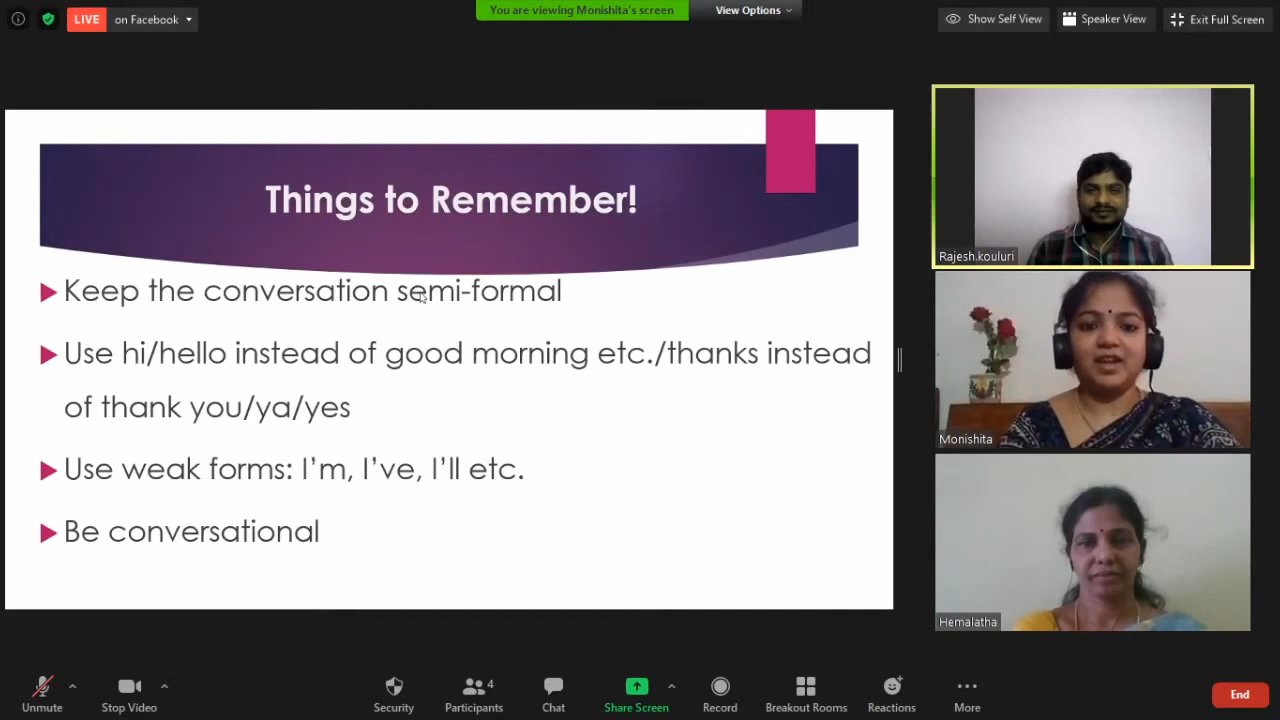 LIVE on Facebook
You are viewing Monishita's screen
View Options
Show Self View
Speaker View
Exit Full Screen
Things to Remember!
Keep the conversation semi-formal
Use hi/hello instead of good morning etc./thanks instead
of thank you/ya/yes
Use weak forms: I'm, I've, I'll etc.
Be conversational
Rajesh.kouluri
Monishita
Hemalatha
Unmute
Stop Video
Security
4
Participants
Chat
Share Screen
Record
Breakout Rooms
Reactions
More
End